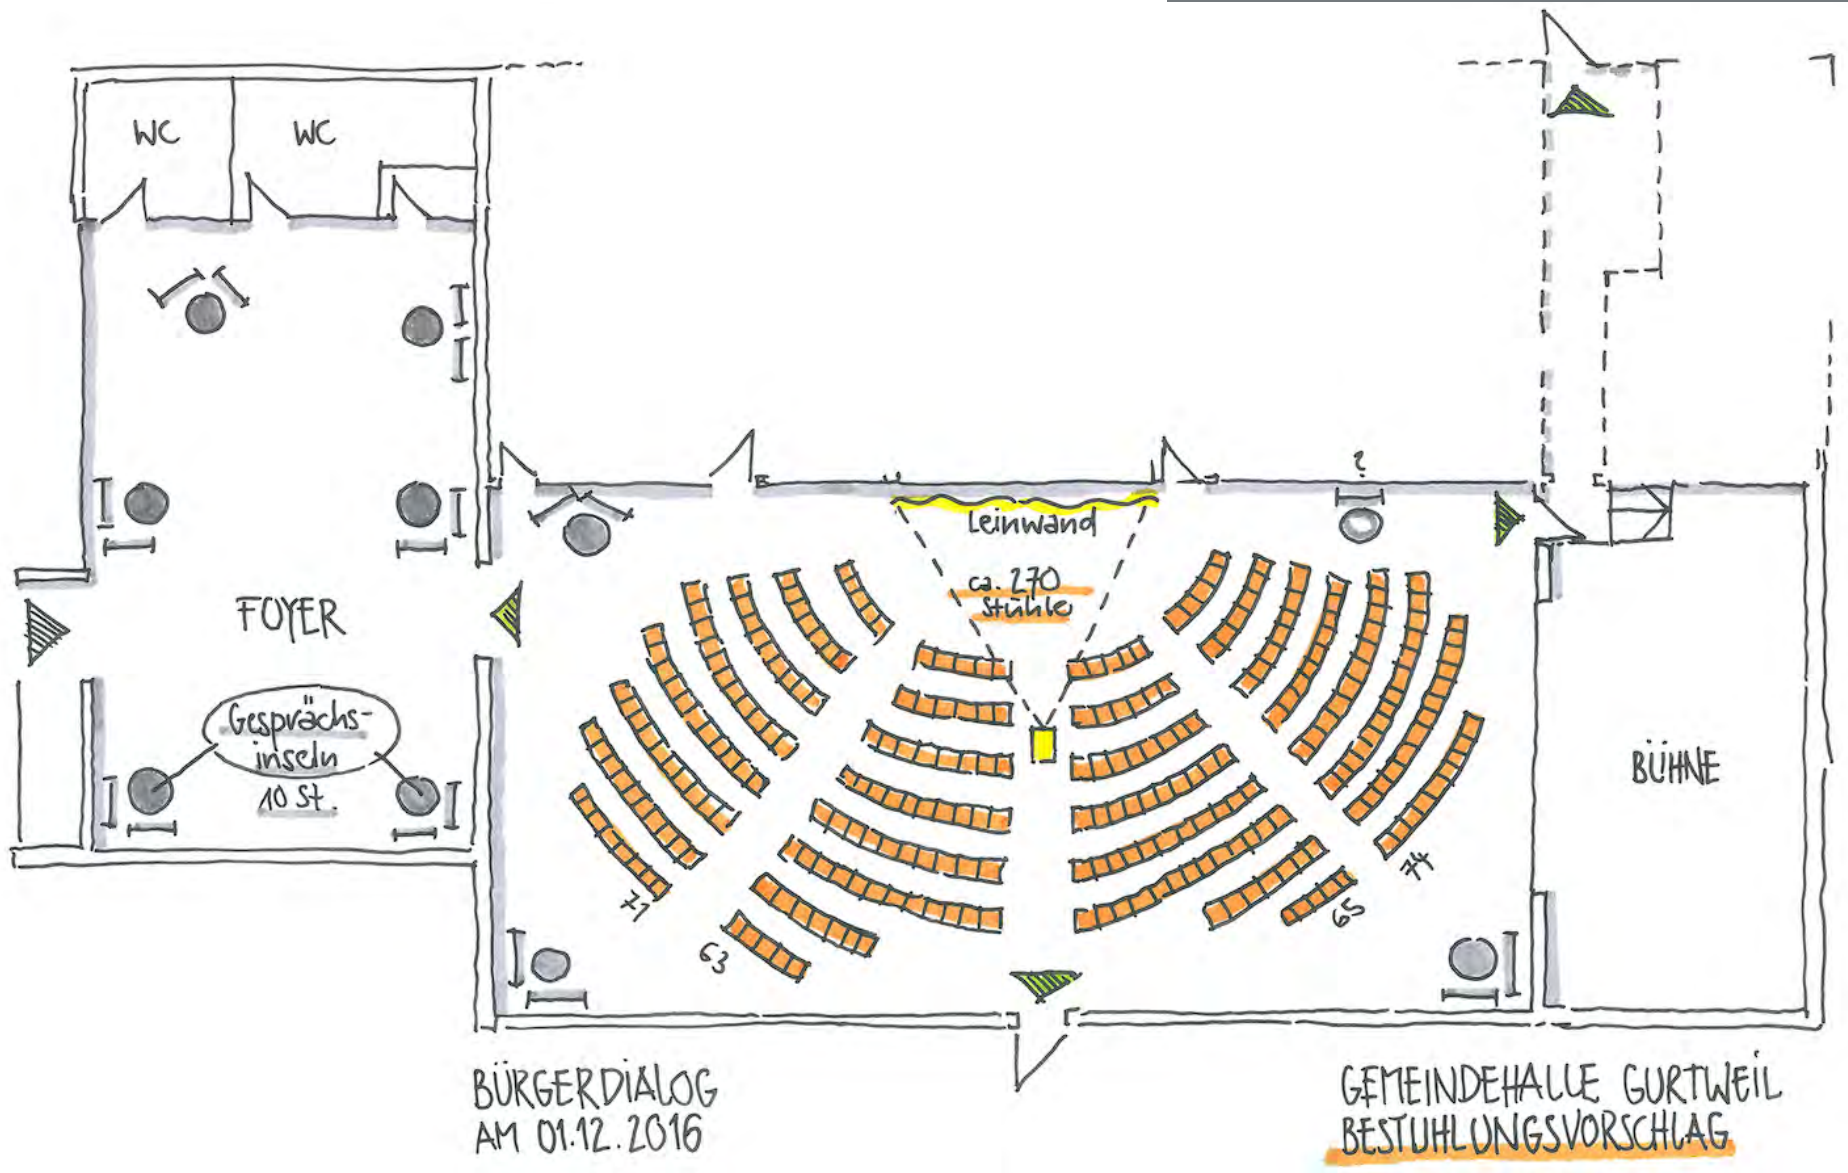 WC
WC
?
Leinwand
ca. 270
Stühle
FOYER
Gesprächs-
inseln
10 St.
BÜHNE
71
63
65
74
BÜRGERDIALOG
AM 01.12.2016
GEMEINDEHALLE GURTWEIL
BESTUHLUNGSVORSCHLAG